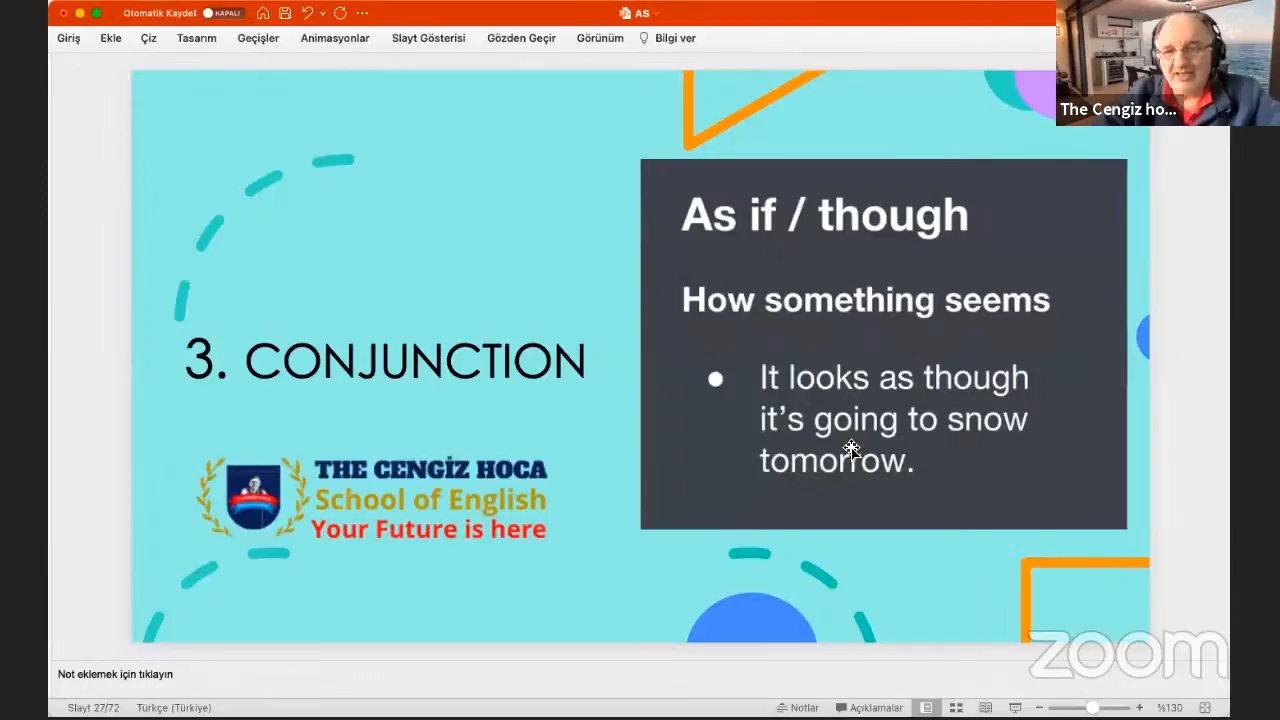 Otomatik Kaydet KAPALI
AS
Giriş Ekle Çiz Tasarım Geçişler Animasyonlar Slayt Gösterisi Gözden Geçir Görünüm Bilgi ver
The Cengiz ho...
As if / though
How something seems
3. CONJUNCTION
● It looks as though
it's going to snow
tomorrow.
THE CENGİZ HOCA
School of English
Your Future is here
zoom
Not eklemek için tıklayın
Slayt 27/72 Türkçe (Türkiye) Notlar Açıklamalar %130